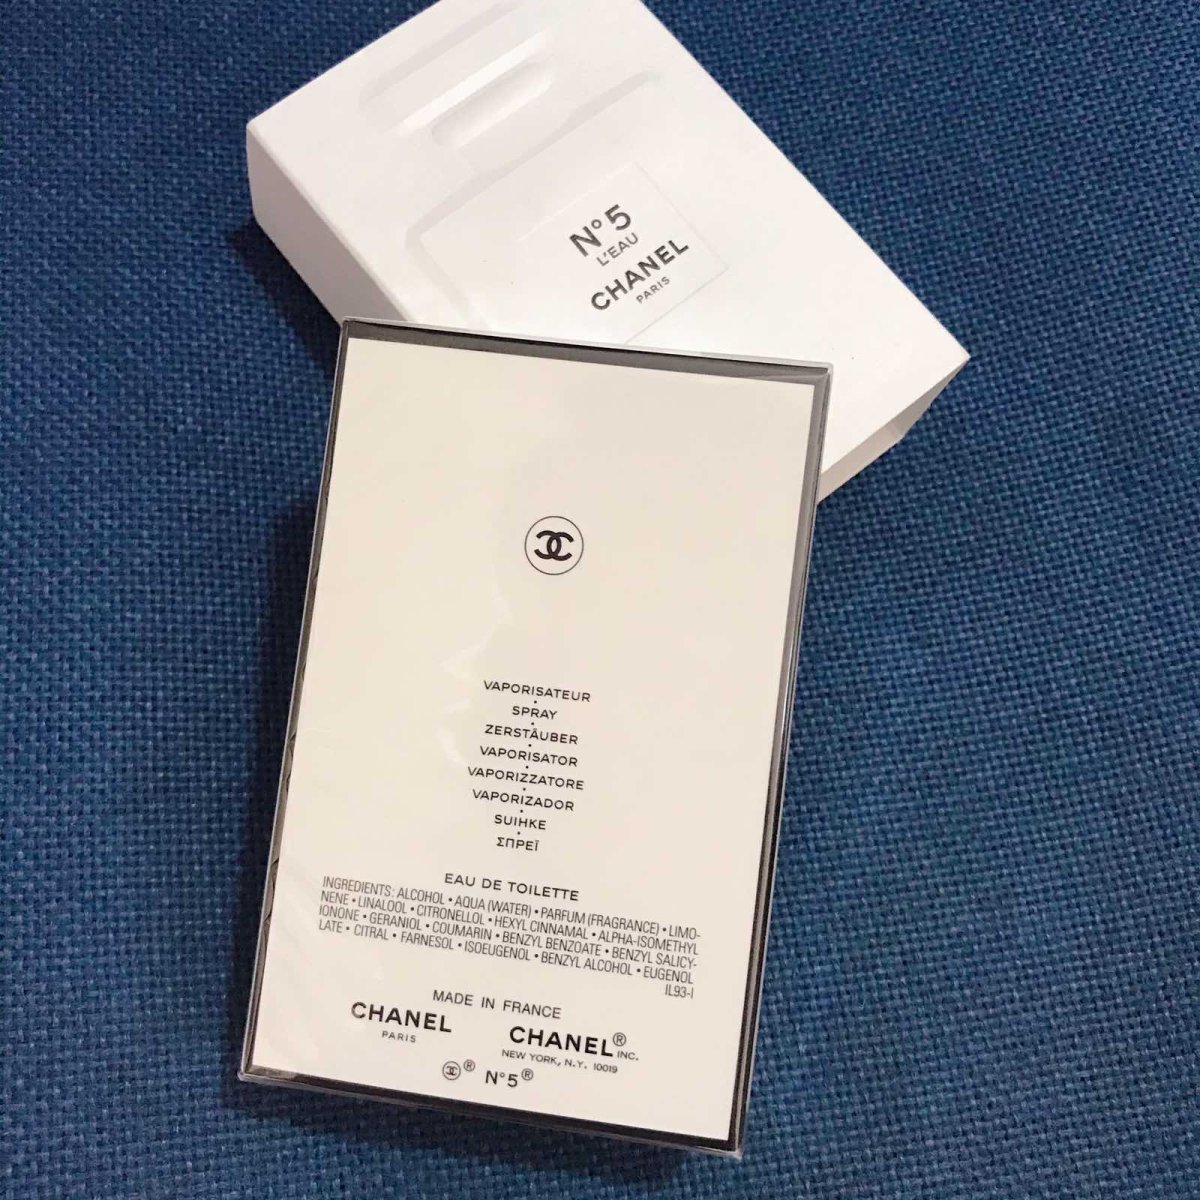 N°5
L'EAU
CHANEL
PARIS
VAPORISATEUR
SPRAY
ZERSTÄUBER
VAPORISATOR
VAPORIZZATORE
VAPORIZADOR
SUIHKE
ΣΠΡΕΪ
EAU DE TOILETTE
INGREDIENTS: ALCOHOL • AQUA (WATER) • PARFUM (FRAGRANCE) • LIMO-
NENE • LINALOOL • CITRONELLOL • HEXYL CINNAMAL • ALPHA-ISOMETHYL
IONONE • GERANIOL • COUMARIN • BENZYL BENZOATE • BENZYL SALICY-
LATE • CITRAL • FARNESOL • ISOEUGENOL • BENZYL ALCOHOL • EUGENOL
IL93-I
MADE IN FRANCE
CHANEL
PARIS
CHANEL® INC.
NEW YORK, N.Y. 10019
® N°5®